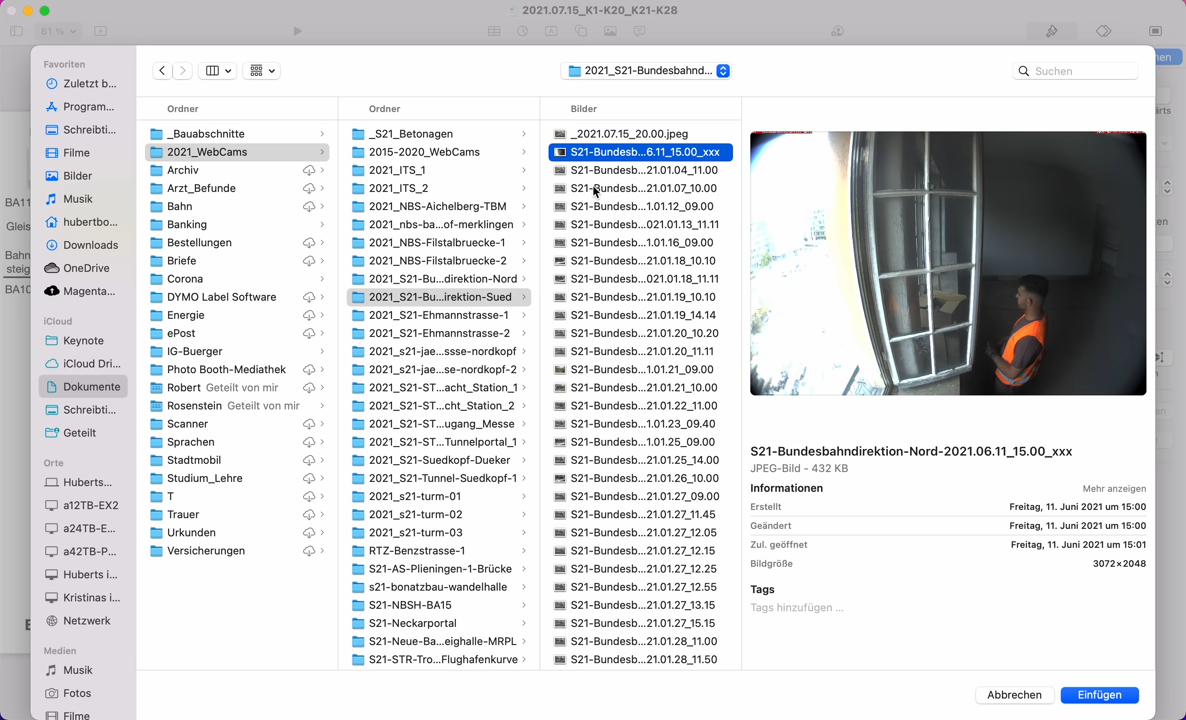 2021.07.15_K1-K20_K21-K28
81 %
Favoriten
Zuletzt b...
Program...
Schreibti...
Filme
Bilder
Musik
hubertbo...
Downloads
OneDrive
Magenta...
iCloud
Keynote
iCloud Dri...
Dokumente
Schreibti...
Geteilt
Orte
Huberts...
a12TB-EX2
a24TB-E...
a42TB-P...
Huberts i...
Kristinas i...
Netzwerk
Medien
Musik
Fotos
Filme
2021_S21-Bundesbahnd...
Suchen
Ordner
_Bauabschnitte
2021_WebCams
Archiv
Arzt_Befunde
Bahn
Banking
Bestellungen
Briefe
Corona
DYMO Label Software
Energie
ePost
IG-Buerger
Photo Booth-Mediathek
Robert Geteilt von mir
Rosenstein Geteilt von mir
Scanner
Sprachen
Stadtmobil
Studium_Lehre
T
Trauer
Urkunden
Versicherungen
Ordner
_S21_Betonagen
2015-2020_WebCams
2021_ITS_1
2021_ITS_2
2021_NBS-Aichelberg-TBM
2021_nbs-ba...of-merklingen
2021_NBS-Filstalbruecke-1
2021_NBS-Filstalbruecke-2
2021_S21-Bu...direktion-Nord
2021_S21-Bu...irektion-Sued
2021_S21-Ehmannstrasse-1
2021_S21-Ehmannstrasse-2
2021_s21-jae...ssse-nordkopf
2021_s21-jae...se-nordkopf-2
2021_S21-ST...acht_Station_1
2021_S21-ST...cht_Station_2
2021_S21-ST...ugang_Messe
2021_S21-ST...Tunnelportal_1
2021_S21-Suedkopf-Dueker
2021_S21-Tunnel-Suedkopf-1
2021_s21-turm-01
2021_s21-turm-02
2021_s21-turm-03
RTZ-Benzstrasse-1
S21-AS-Plieningen-1-Brücke
s21-bonatzbau-wandelhalle
S21-NBSH-BA15
S21-Neckarportal
S21-Neue-Ba...eighalle-MRPL
S21-STR-Tro...Flughafenkurve
Bilder
_2021.07.15_20.00.jpeg
S21-Bundesb...6.11_15.00_xxx
S21-Bundesb...21.01.04_11.00
S21-Bundesb...21.01.07_10.00
S21-Bundesb...1.01.12_09.00
S21-Bundesb...021.01.13_11.11
S21-Bundesb...1.01.16_09.00
S21-Bundesb...21.01.18_10.10
S21-Bundesb...021.01.18_11.11
S21-Bundesb...21.01.19_10.10
S21-Bundesb...21.01.19_14.14
S21-Bundesb...21.01.20_10.20
S21-Bundesb...21.01.20_11.11
S21-Bundesb...1.01.21_09.00
S21-Bundesb...21.01.21_10.00
S21-Bundesb...21.01.22_11.00
S21-Bundesb...1.01.23_09.40
S21-Bundesb...1.01.25_09.00
S21-Bundesb...21.01.25_14.00
S21-Bundesb...21.01.26_10.00
S21-Bundesb...21.01.27_09.00
S21-Bundesb...21.01.27_11.45
S21-Bundesb...21.01.27_12.05
S21-Bundesb...21.01.27_12.15
S21-Bundesb...21.01.27_12.25
S21-Bundesb...21.01.27_12.55
S21-Bundesb...21.01.27_13.15
S21-Bundesb...21.01.27_15.15
S21-Bundesb...21.01.28_11.00
S21-Bundesb...21.01.28_11.50
S21-Bundesbahndirektion-Nord-2021.06.11_15.00_xxx
JPEG-Bild - 432 KB
Informationen Mehr anzeigen
Erstellt Freitag, 11. Juni 2021 um 15:00
Geändert Freitag, 11. Juni 2021 um 15:00
Zul. geöffnet Freitag, 11. Juni 2021 um 15:01
Bildgröße 3072×2048
Tags
Tags hinzufügen ...
Abbrechen Einfügen
BA11
Gleis
Bahn
steig
BA10